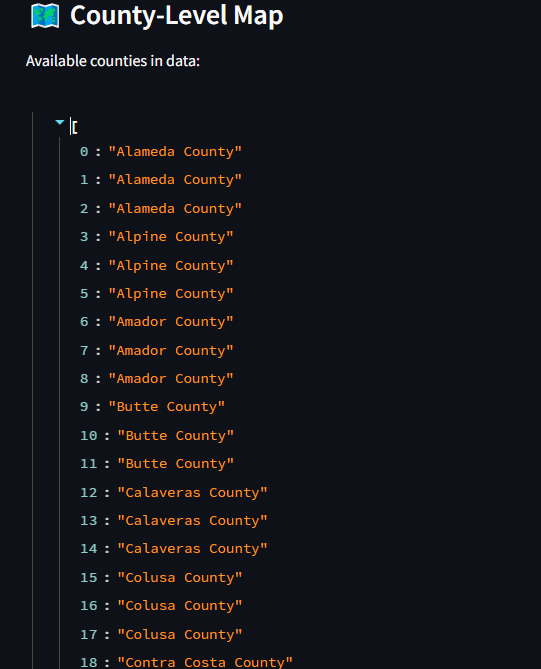 County-Level Map
Available counties in data:
[
0 : "Alameda County"
1 : "Alameda County"
2 : "Alameda County"
3 : "Alpine County"
4 : "Alpine County"
5 : "Alpine County"
6 : "Amador County"
7 : "Amador County"
8 : "Amador County"
9 : "Butte County"
10 : "Butte County"
11 : "Butte County"
12 : "Calaveras County"
13 : "Calaveras County"
14 : "Calaveras County"
15 : "Colusa County"
16 : "Colusa County"
17 : "Colusa County"
18 : "Contra Costa County"